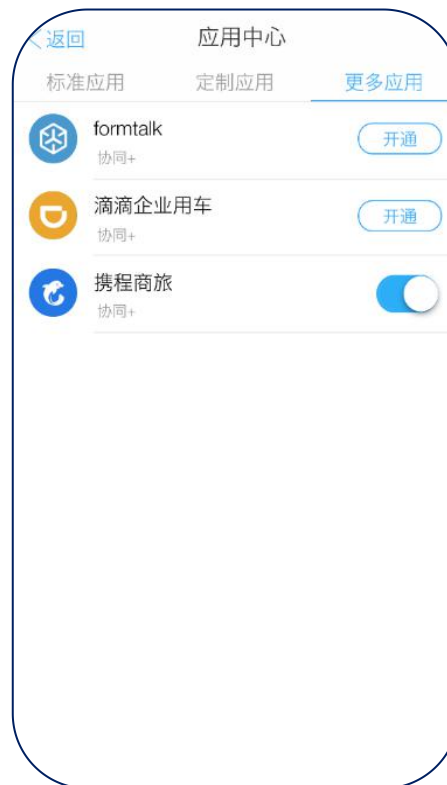 返回
应用中心
标准应用 定制应用 更多应用
formtalk
开通
协同+
滴滴企业用车
开通
协同+
携程商旅
协同+